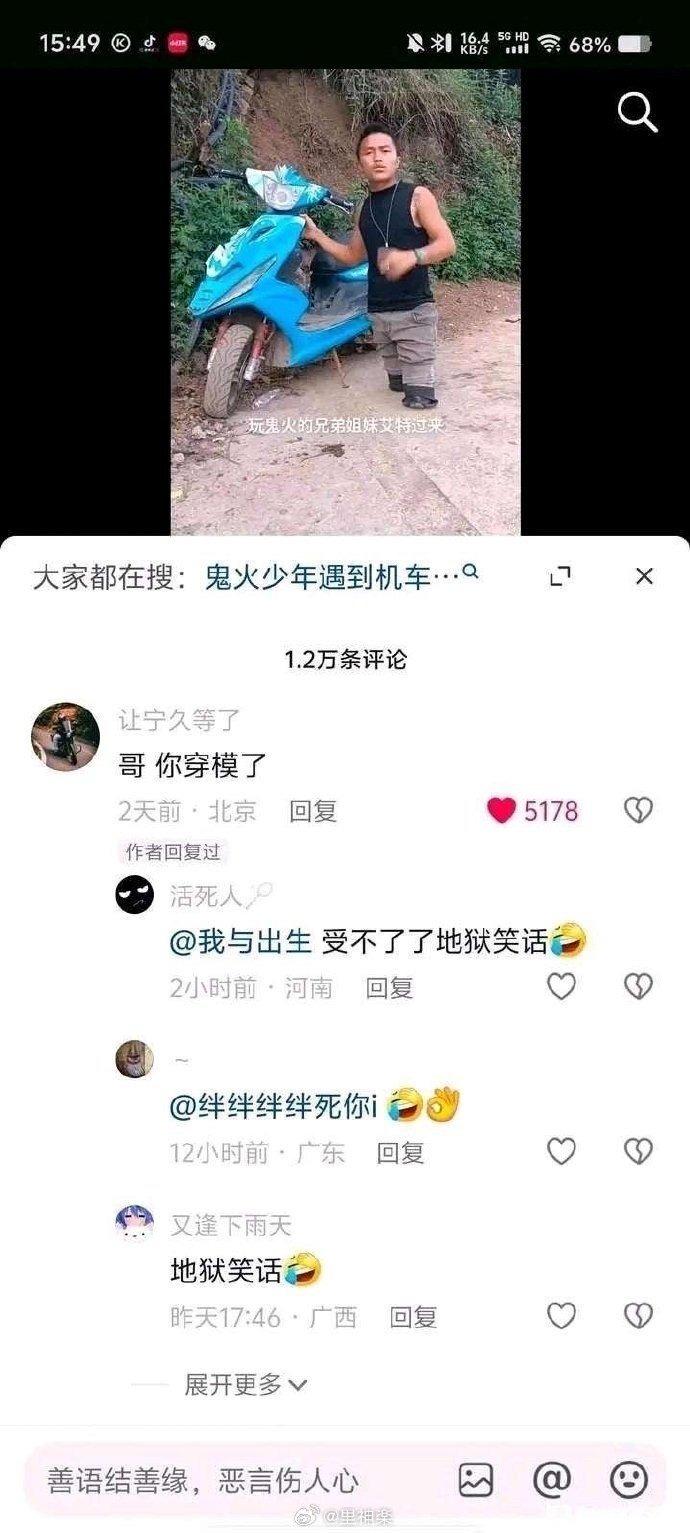 15:49
16.4 KB/s 5G HD 68%
玩鬼火的兄弟姐妹艾特过来
大家都在搜：鬼火少年遇到机车…
1.2万条评论
让宁久等了
哥 你穿模了
2天前 · 北京 回复 5178
作者回复过
活死人
@我与出生 受不了了地狱笑话🤣
2小时前 · 河南 回复
~
@绊绊绊绊死你i 🤣👌
12小时前 · 广东 回复
又逢下雨天
地狱笑话🤣
昨天17:46 · 广西 回复
展开更多
善语结善缘，恶言伤人心
@里神楽